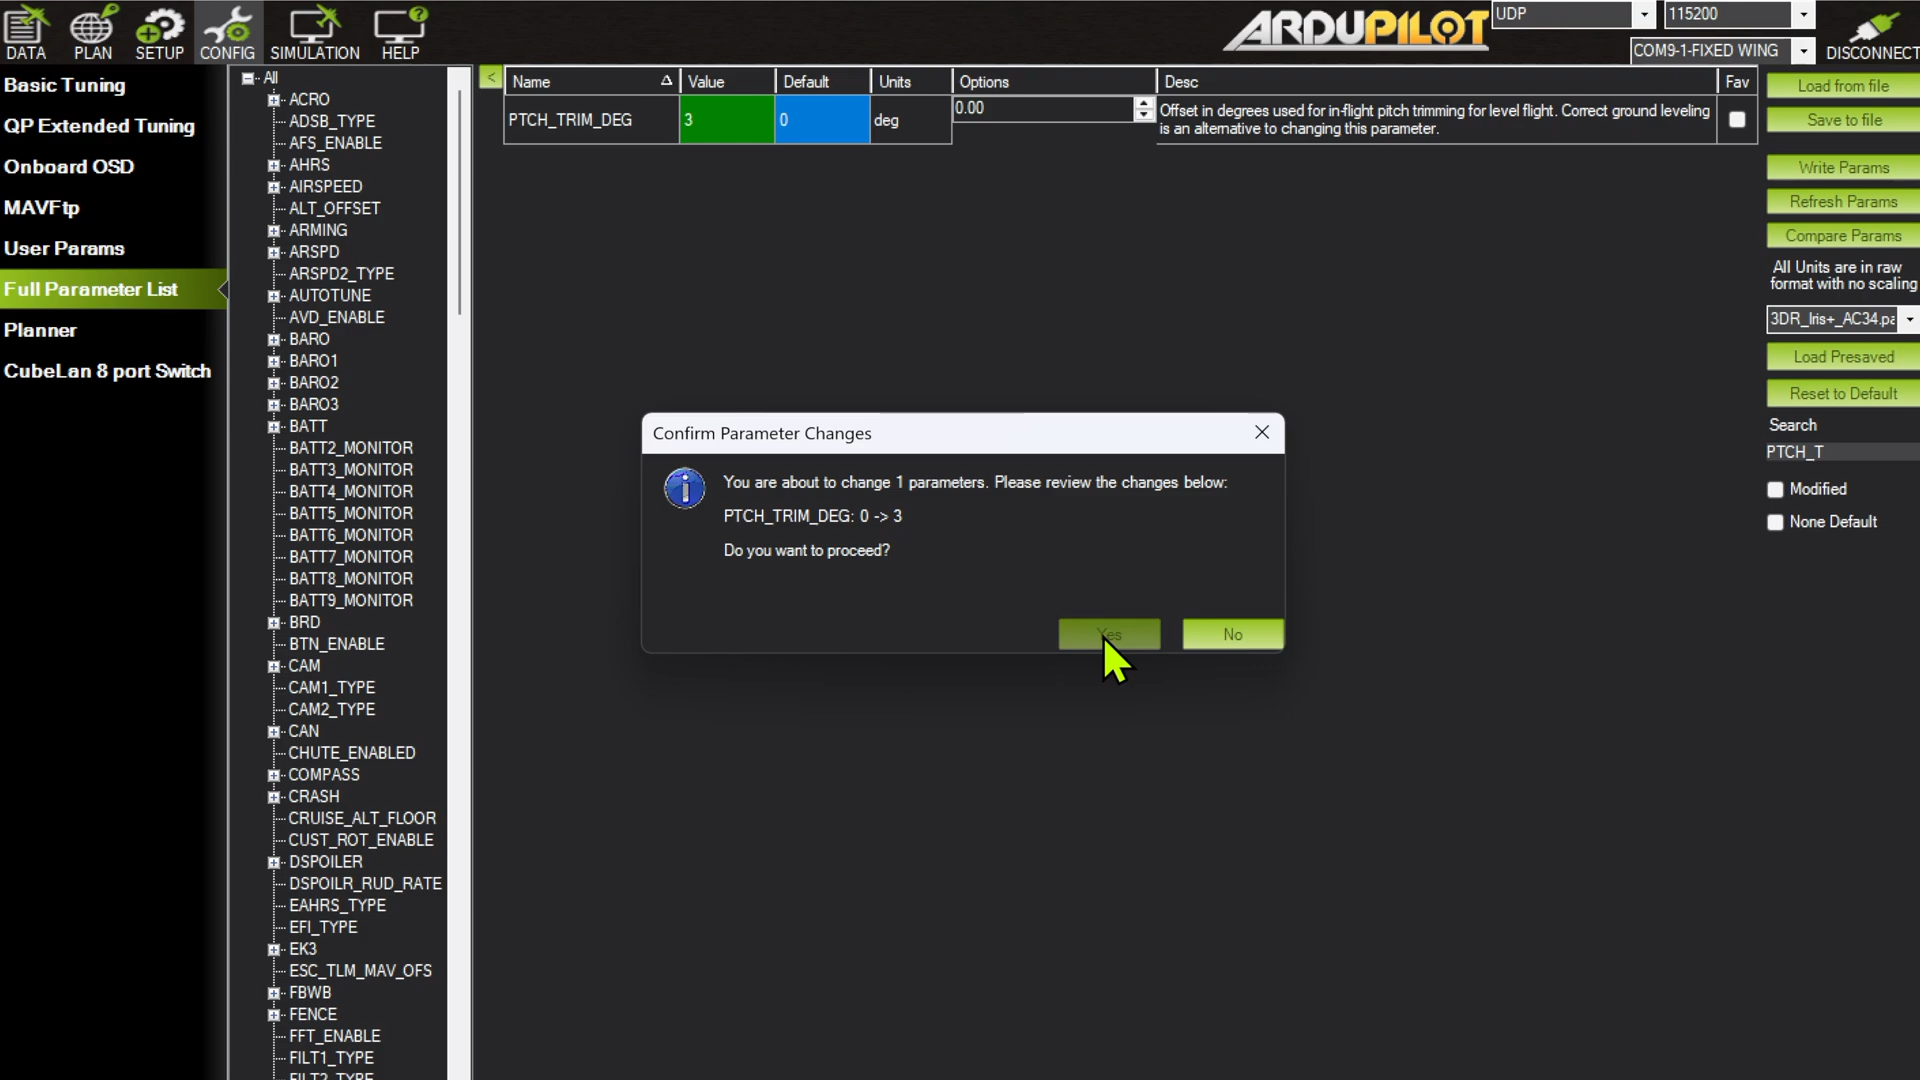 DATA
PLAN
SETUP
CONFIG
SIMULATION
HELP
ARDUPILOT
UDP
115200
COM9-1-FIXED WING
DISCONNECT
Basic Tuning
QP Extended Tuning
Onboard OSD
MAVFtp
User Params
Full Parameter List
Planner
CubeLan 8 port Switch
All
ACRO
ADSB_TYPE
AFS_ENABLE
AHRS
AIRSPEED
ALT_OFFSET
ARMING
ARSPD
ARSPD2_TYPE
AUTOTUNE
AVD_ENABLE
BARO
BARO1
BARO2
BARO3
BATT
BATT2_MONITOR
BATT3_MONITOR
BATT4_MONITOR
BATT5_MONITOR
BATT6_MONITOR
BATT7_MONITOR
BATT8_MONITOR
BATT9_MONITOR
BRD
BTN_ENABLE
CAM
CAM1_TYPE
CAM2_TYPE
CAN
CHUTE_ENABLED
COMPASS
CRASH
CRUISE_ALT_FLOOR
CUST_ROT_ENABLE
DSPOILER
DSPOILR_RUD_RATE
EAHRS_TYPE
EFI_TYPE
EK3
ESC_TLM_MAV_OFS
FBWB
FENCE
FFT_ENABLE
FILT1_TYPE
FILT2_TYPE
<
Name Value Default Units Options Desc Fav
PTCH_TRIM_DEG 3 0 deg 0.00
Offset in degrees used for in-flight pitch trimming for level flight. Correct ground leveling
is an alternative to changing this parameter.
Confirm Parameter Changes
You are about to change 1 parameters. Please review the changes below:
PTCH_TRIM_DEG: 0 -> 3
Do you want to proceed?
Yes
No
Load from file
Save to file
Write Params
Refresh Params
Compare Params
All Units are in raw
format with no scaling
3DR_Iris+_AC34.pa
Load Presaved
Reset to Default
Search
PTCH_T
Modified
None Default